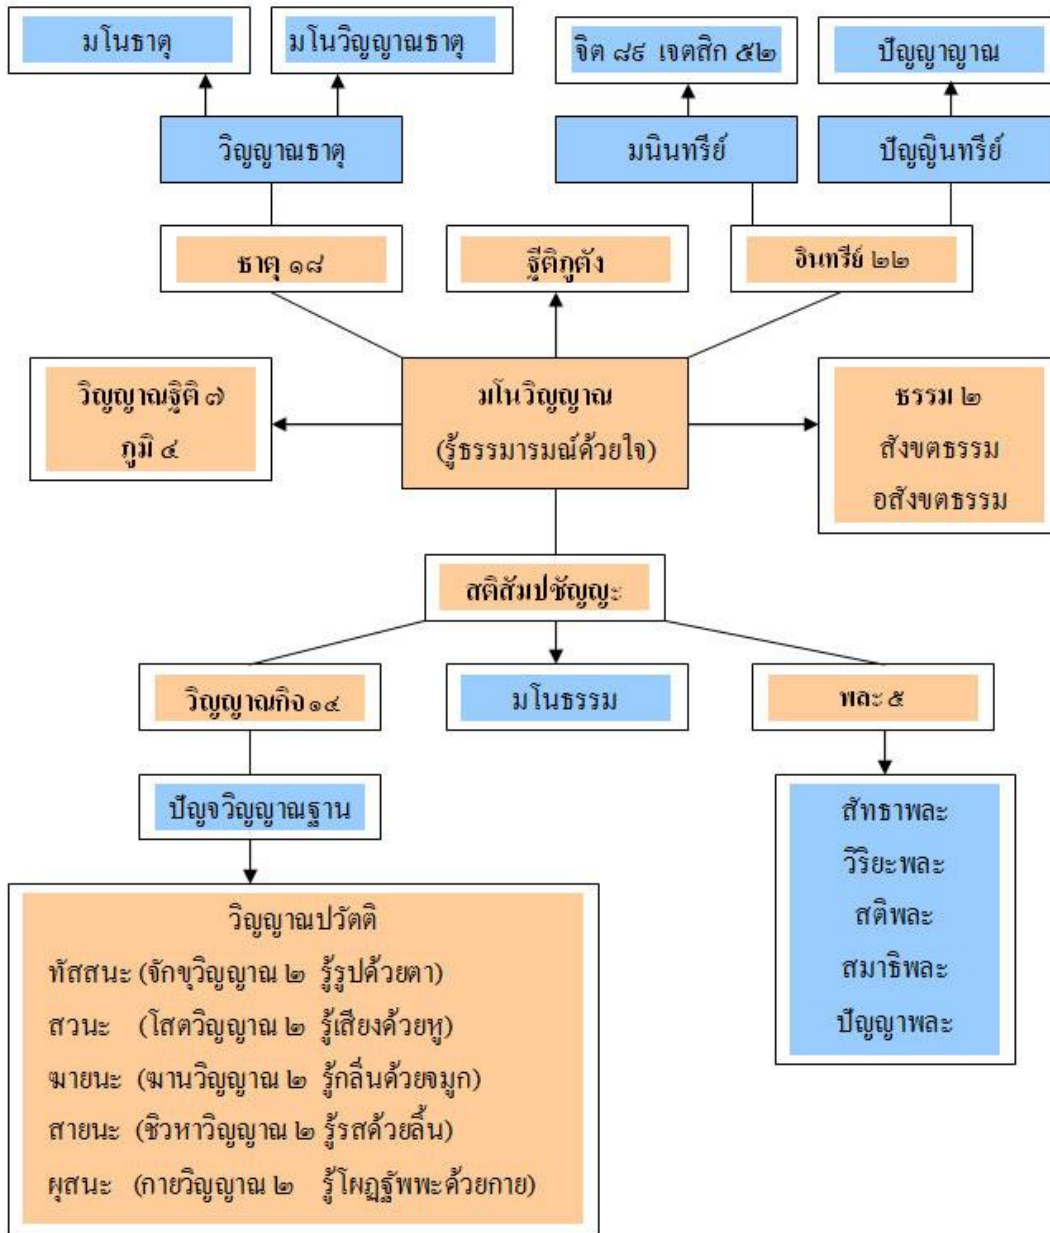 มโนธาตุ
มโนวิญญาณธาตุ
จิต ๘๙ เจตสิก ๕๒
ปัญญาญาณ
วิญญาณธาตุ
มนินทรีย์
ปัญญินทรีย์
ธาตุ ๑๘
ฐีติภูตัง
อินทรีย์ ๒๒
วิญญาณฐิติ ๗
ภูมิ ๔
มโนวิญญาณ
(รู้ธรรมารมณ์ด้วยใจ)
ธรรม ๒
สังขตธรรม
อสังขตธรรม
สติสัมปชัญญะ
วิญญาณกิจ ๑๔
มโนธรรม
พละ ๕
ปัญจวิญญาณฐาน
สัทธาพละ
วิริยะพละ
สติพละ
สมาธิพละ
ปัญญาพละ
วิญญาณปวัตติ
ทัสสนะ (จักขุวิญญาณ ๒ รู้รูปด้วยตา)
สวนะ (โสตวิญญาณ ๒ รู้เสียงด้วยหู)
ฆายนะ (ฆานวิญญาณ ๒ รู้กลิ่นด้วยจมูก)
สายนะ (ชิวหาวิญญาณ ๒ รู้รสด้วยลิ้น)
ผุสนะ (กายวิญญาณ ๒ รู้โผฏฐัพพะด้วยกาย)